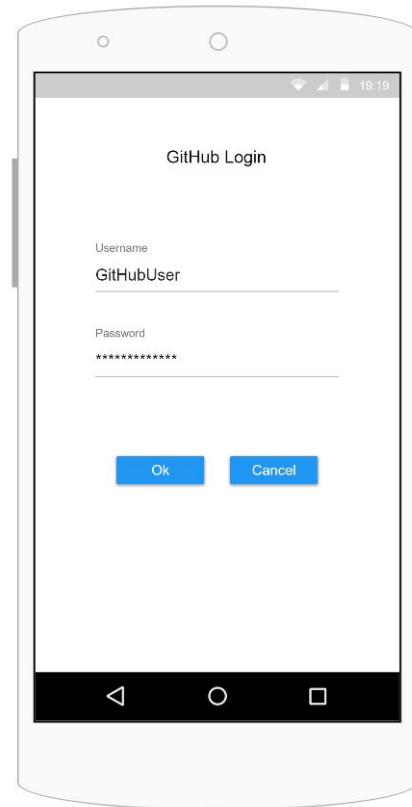 19:19
GitHub Login
Username
GitHubUser
Password
*************
Ok Cancel